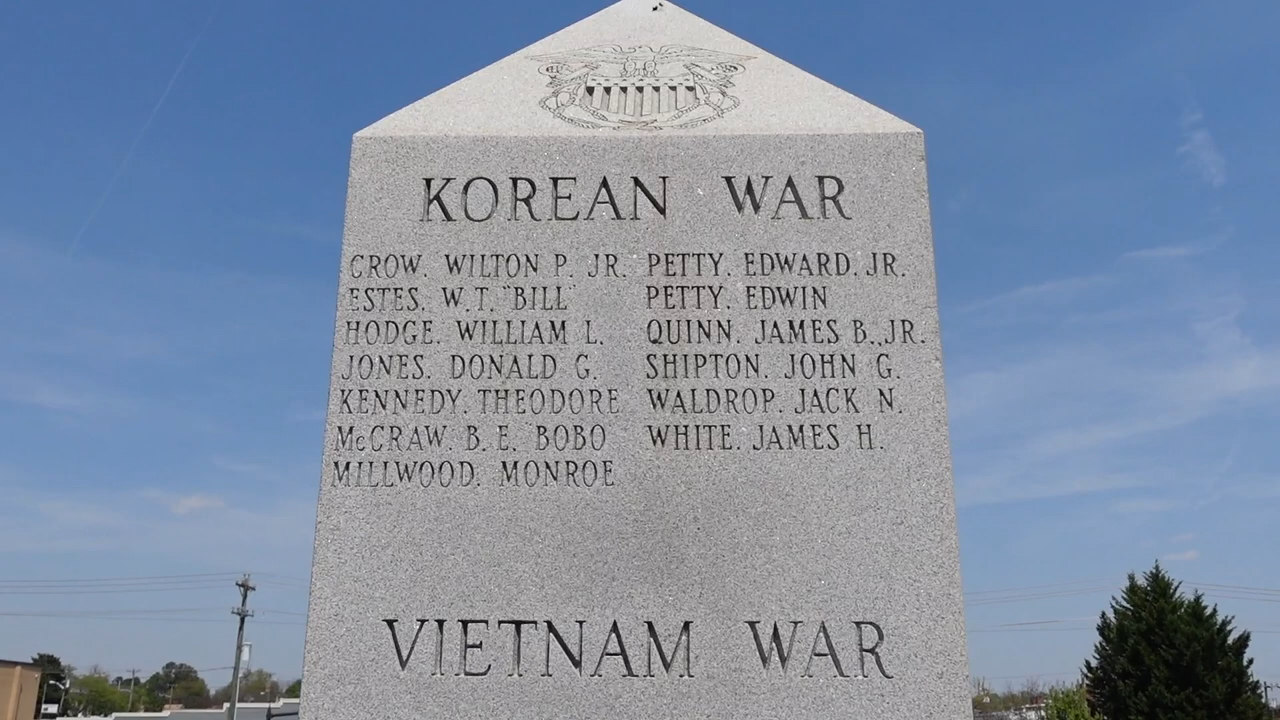 KOREAN WAR
CROW, WILTON P. JR.
ESTES, W.T. "BILL"
HODGE, WILLIAM L.
JONES, DONALD G.
KENNEDY, THEODORE
McCRAW, B.E. "BOBO"
MILLWOOD, MONROE
PETTY, EDWARD, JR.
PETTY, EDWIN
QUINN, JAMES B., JR.
SHIPTON, JOHN G.
WALDROP, JACK N.
WHITE, JAMES H.
VIETNAM WAR